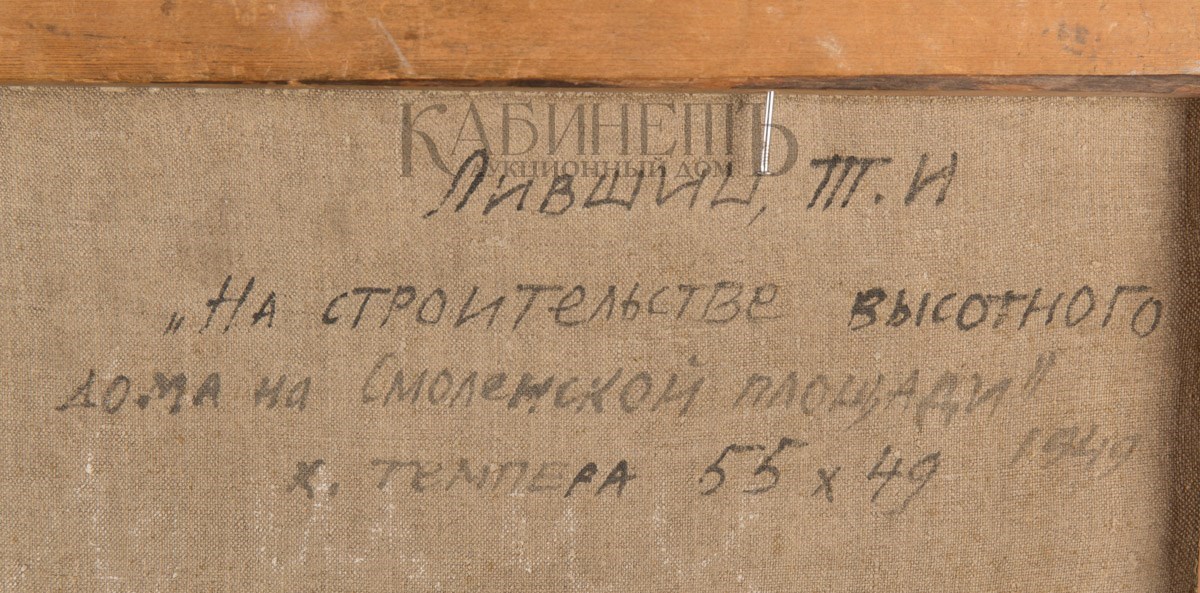 КАБИНЕТЪ
АУКЦИОННЫЙ ДОМ
Лившиц, Т. И
„На строительстве высотного
дома на Смоленской площади"
1949
х. темпера 55 х 49